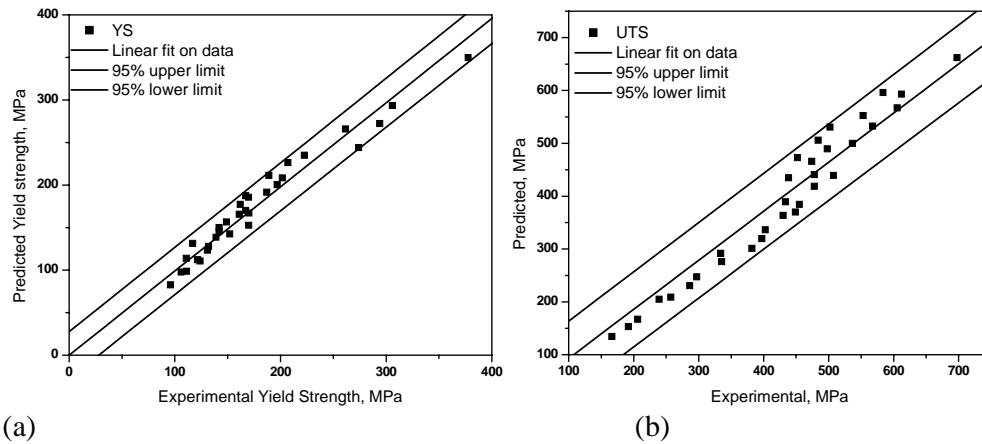 400
300
200
100
0
Predicted Yield strength, MPa
YS
Linear fit on data
95% upper limit
95% lower limit
0 100 200 300 400
Experimental Yield Strength, MPa
(a)
700
600
500
400
300
200
100
Predicted, MPa
UTS
Linear fit on data
95% upper limit
95% lower limit
100 200 300 400 500 600 700
Experimental, MPa
(b)